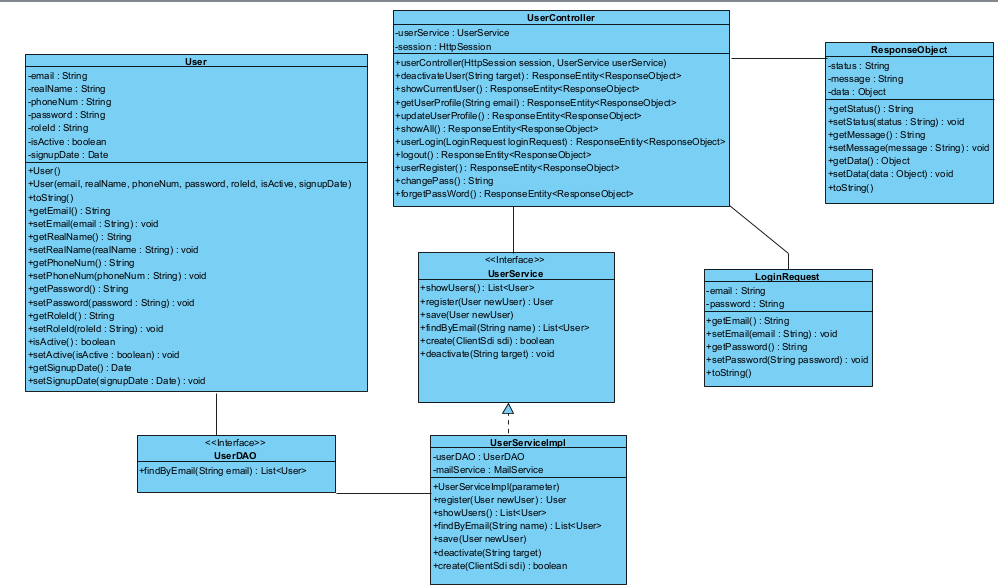 UserController
-userService : UserService
-session : HttpSession
+userController(HttpSession session, UserService userService)
+deactivateUser(String target) : ResponseEntity<ResponseObject>
+showCurrentUser() : ResponseEntity<ResponseObject>
+getUserProfile(String email) : ResponseEntity<ResponseObject>
+updateUserProfile() : ResponseEntity<ResponseObject>
+showAll() : ResponseEntity<ResponseObject>
+userLogin(LoginRequest loginRequest) : ResponseEntity<ResponseObject>
+logout() : ResponseEntity<ResponseObject>
+userRegister() : ResponseEntity<ResponseObject>
+changePass() : String
+forgetPassWord() : ResponseEntity<ResponseObject>
ResponseObject
-status : String
-message : String
-data : Object
+getStatus() : String
+setStatus(status : String) : void
+getMessage() : String
+setMessage(message : String) : void
+getData() : Object
+setData(data : Object) : void
+toString()
User
-email : String
-realName : String
-phoneNum : String
-password : String
-roleId : String
-isActive : boolean
-signupDate : Date
+User()
+User(email, realName, phoneNum, password, roleId, isActive, signupDate)
+toString()
+getEmail() : String
+setEmail(email : String) : void
+getRealName() : String
+setRealName(realName : String) : void
+getPhoneNum() : String
+setPhoneNum(phoneNum : String) : void
+getPassword() : String
+setPassword(password : String) : void
+getRoleId() : String
+setRoleId(roleId : String) : void
+isActive() : boolean
+setActive(isActive : boolean) : void
+getSignupDate() : Date
+setSignupDate(signupDate : Date) : void
<<Interface>>
UserService
+showUsers() : List<User>
+register(User newUser) : User
+save(User newUser)
+findByEmail(String name) : List<User>
+create(ClientSdi sdi) : boolean
+deactivate(String target) : void
LoginRequest
-email : String
-password : String
+getEmail() : String
+setEmail(email : String) : void
+getPassword() : String
+setPassword(String password) : void
+toString()
<<Interface>>
UserDAO
+findByEmail(String email) : List<User>
UserServiceImpl
-userDAO : UserDAO
-mailService : MailService
+UserServiceImpl(parameter)
+register(User newUser) : User
+showUsers() : List<User>
+findByEmail(String name) : List<User>
+save(User newUser)
+deactivate(String target)
+create(ClientSdi sdi) : boolean